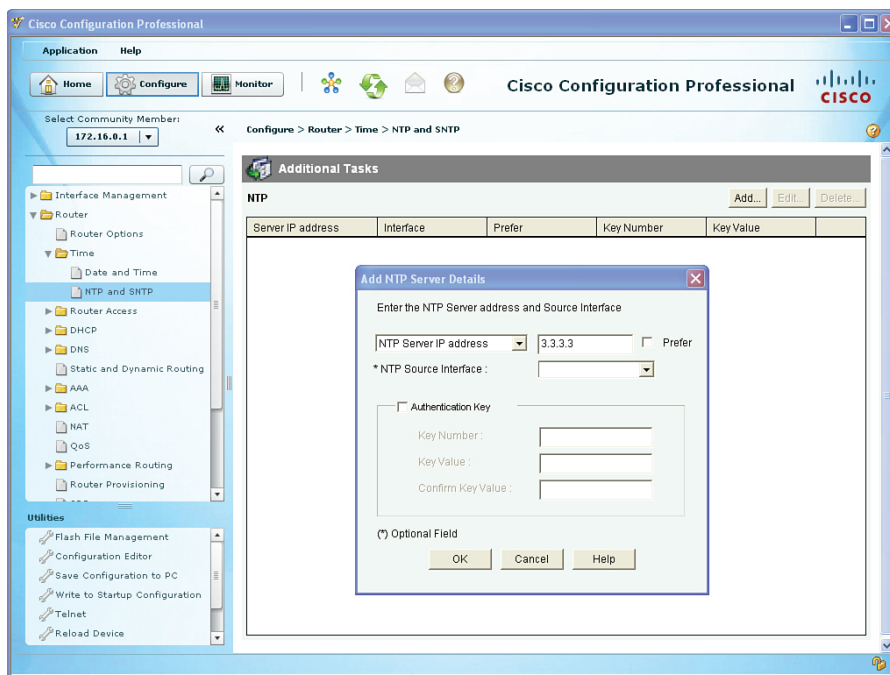 Cisco Configuration Professional
Application Help
Home Configure Monitor Cisco Configuration Professional CISCO
Select Community Member:
172.16.0.1
« Configure > Router > Time > NTP and SNTP
Additional Tasks
NTP Add... Edit... Delete...
Server IP address Interface Prefer Key Number Key Value
Interface Management
Router
Router Options
Time
Date and Time
NTP and SNTP
Router Access
DHCP
DNS
Static and Dynamic Routing
AAA
ACL
NAT
QoS
Performance Routing
Router Provisioning
Utilities
Flash File Management
Configuration Editor
Save Configuration to PC
Write to Startup Configuration
Telnet
Reload Device
Add NTP Server Details
Enter the NTP Server address and Source Interface
NTP Server IP address 3.3.3.3 Prefer
* NTP Source Interface :
Authentication Key
Key Number :
Key Value :
Confirm Key Value :
(*) Optional Field
OK Cancel Help